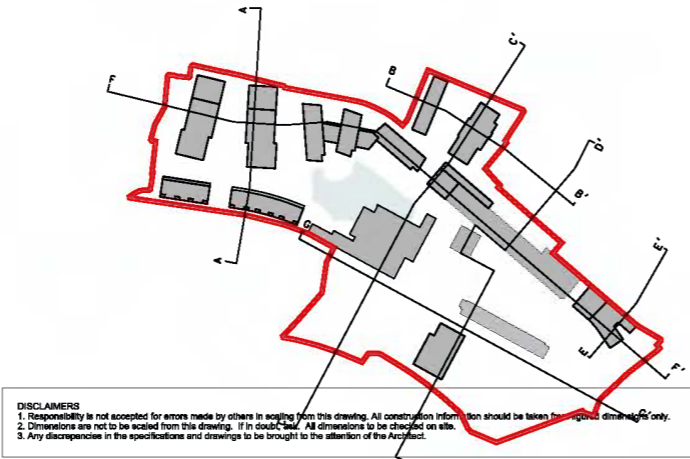 A
C'
F
B
D'
B'
G
E'
A
E
F'
G'
DISCLAIMERS
1. Responsibility is not accepted for errors made by others in scaling from this drawing. All construction information should be taken from figured dimensions only.
2. Dimensions are not to be scaled from this drawing. If in doubt, ask. All dimensions to be checked on site.
3. Any discrepancies in the specifications and drawings to be brought to the attention of the Architect.